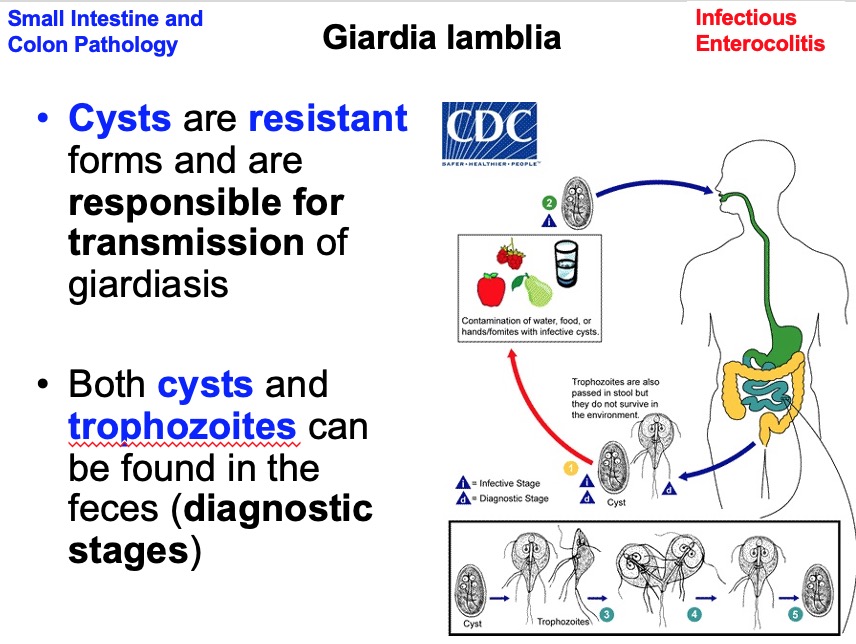 Small Intestine and
Colon Pathology
Giardia lamblia
Infectious
Enterocolitis
• Cysts are resistant
forms and are
responsible for
transmission of
giardiasis
• Both cysts and
trophozoites can
be found in the
feces (diagnostic
stages)
CDC
SAFER • HEALTHIER • PEOPLE™
2
i
Contamination of water, food, or
hands/fomites with infective cysts.
Trophozoites are also
passed in stool but
they do not survive in
the environment.
1
i
d
d
Cyst
i = Infective Stage
d = Diagnostic Stage
Cyst
Trophozoites
3
4
5